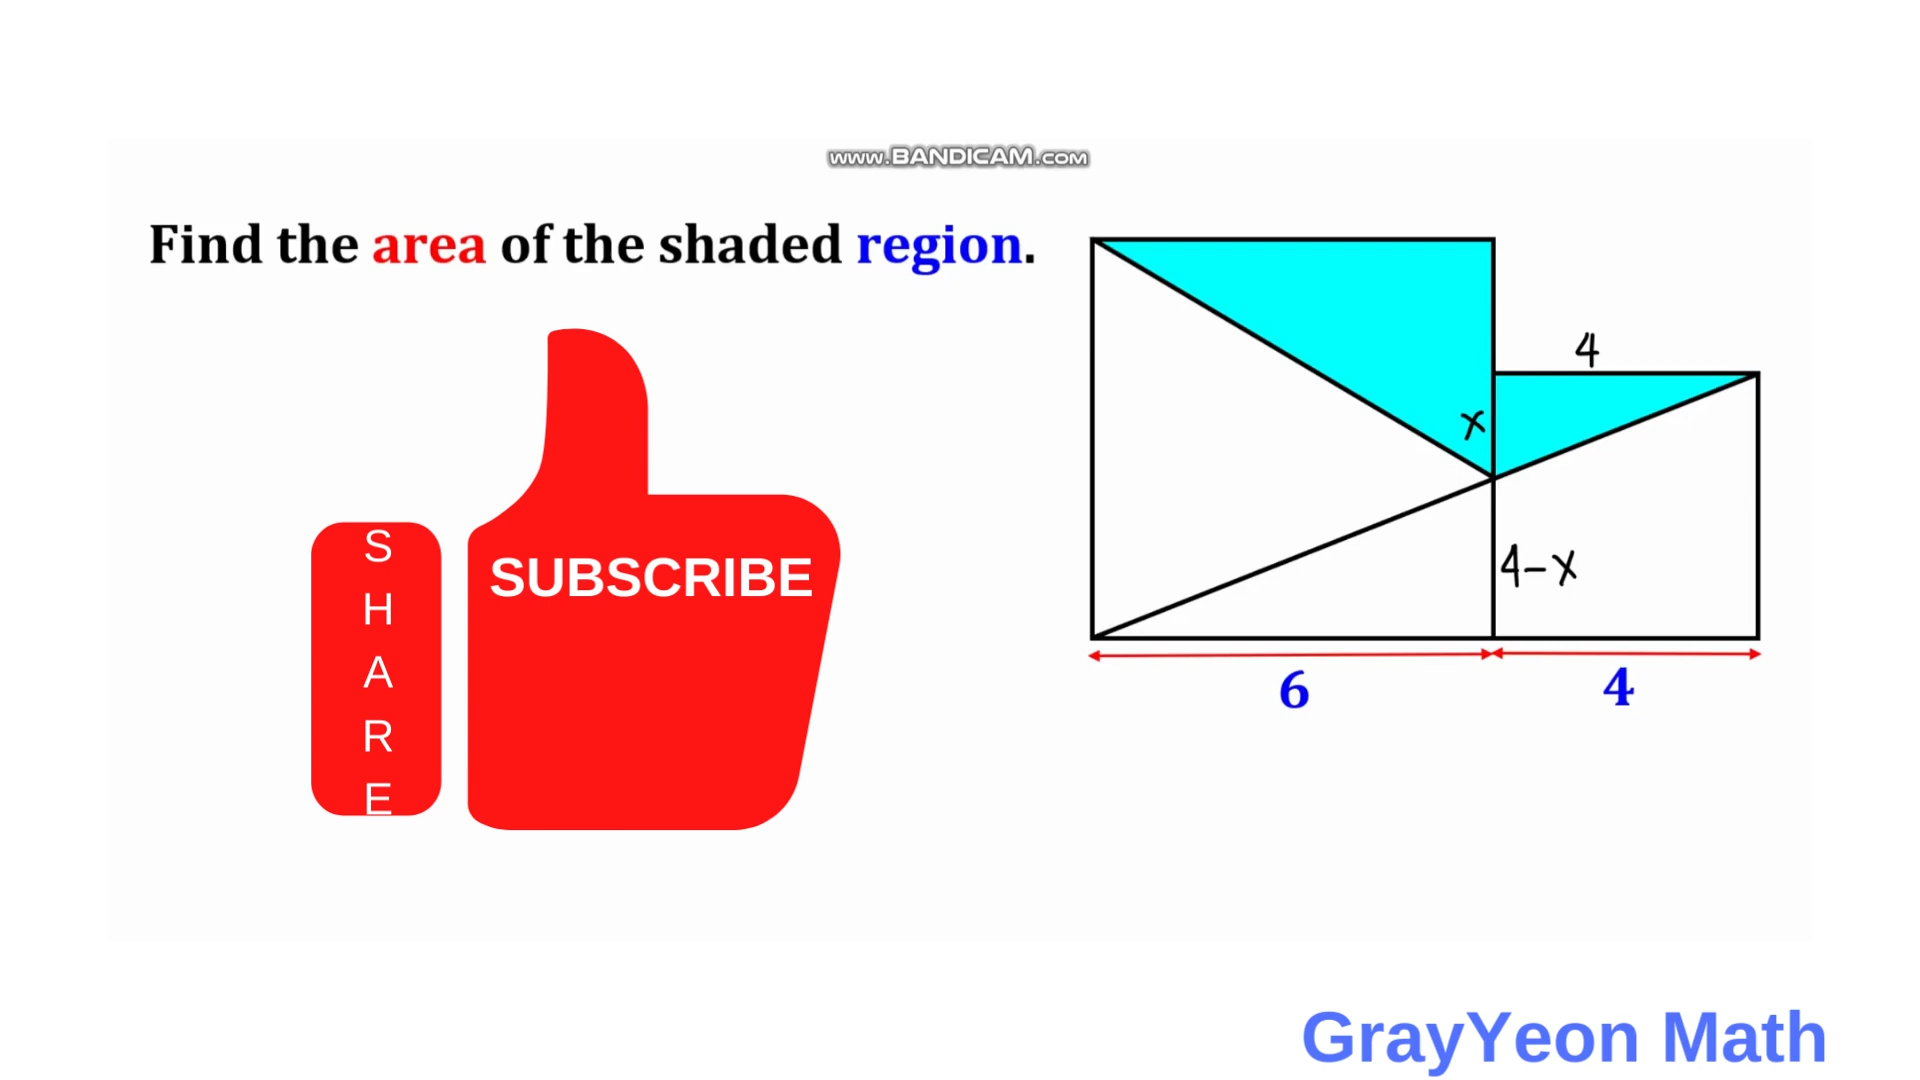 www.BANDICAM.com
Find the area of the shaded region.
4
x
4-x
6
4
S
H
A
R
E
SUBSCRIBE
GrayYeon Math